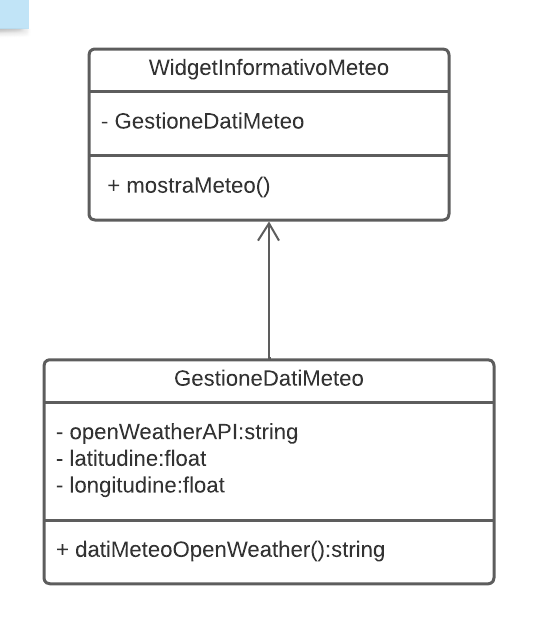 WidgetInformativoMeteo
- GestioneDatiMeteo
+ mostraMeteo()
GestioneDatiMeteo
- openWeatherAPI:string
- latitudine:float
- longitudine:float
+ datiMeteoOpenWeather():string